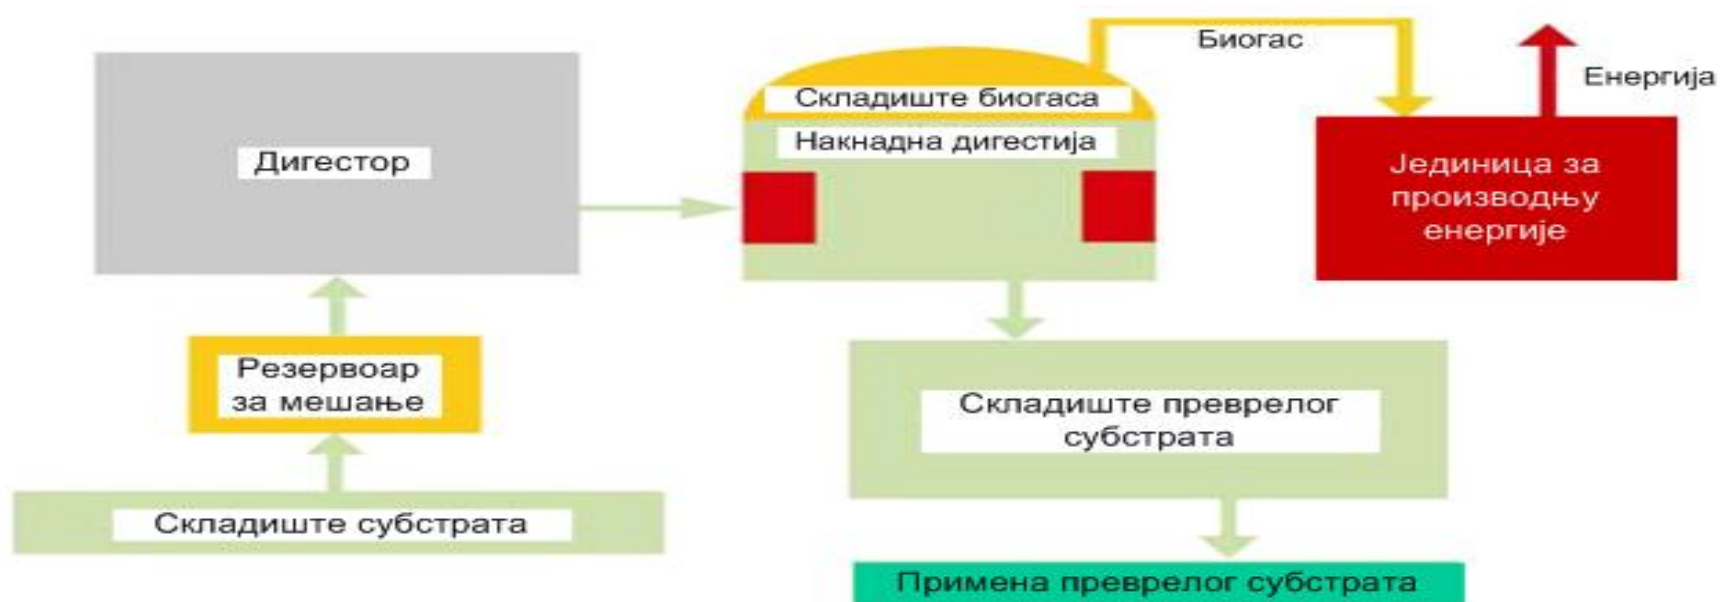 Биогас
Енергија
Складиште биогаса
Накнадна дигестија
Дигестор
Јединица за
производњу
енергије
Резервоар
за мешање
Складиште преврелог
субстрата
Складиште субстрата
Примена преврелог субстрата